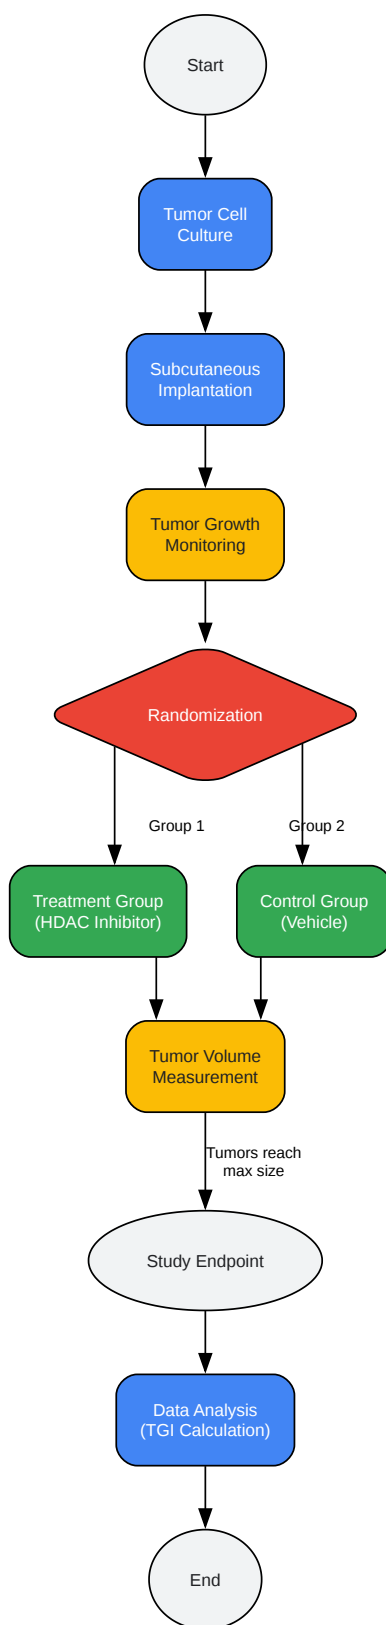 Start
Tumor Cell
Culture
Subcutaneous
Implantation
Tumor Growth
Monitoring
Randomization
Group 1
Group 2
Treatment Group
(HDAC Inhibitor)
Control Group
(Vehicle)
Tumor Volume
Measurement
Tumors reach
max size
Study Endpoint
Data Analysis
(TGI Calculation)
End